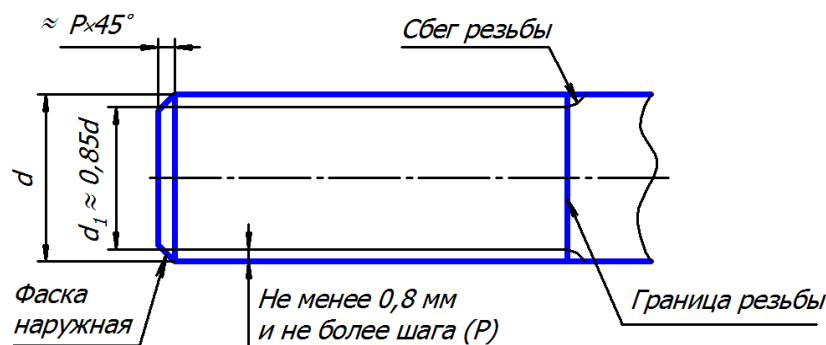 ≈ P×45°
Сбег резьбы
d
d₁ ≈ 0,85d
Фаска
наружная
Не менее 0,8 мм
и не более шага (P)
Граница резьбы